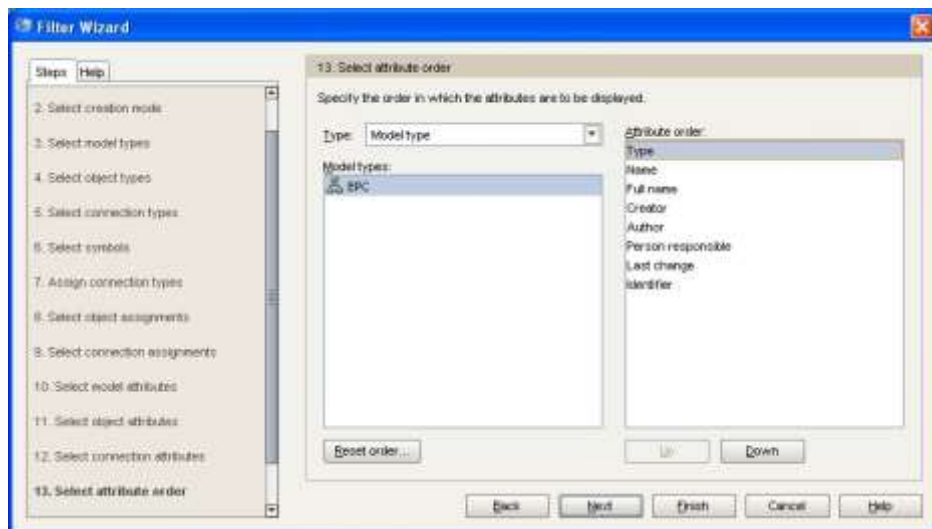 Filter Wizard
Steps Help
2. Select creation mode
3. Select model types
4. Select object types
5. Select connection types
6. Select symbols
7. Assign connection types
8. Select object assignments
9. Select connection assignments
10. Select model attributes
11. Select object attributes
12. Select connection attributes
13. Select attribute order
13. Select attribute order
Specify the order in which the attributes are to be displayed.
Type: Model type
Model types:
EPC
Reset order...
Attribute order:
Type
Name
Full name
Creator
Author
Person responsible
Last change
Identifier
Up Down
Back Next Finish Cancel Help